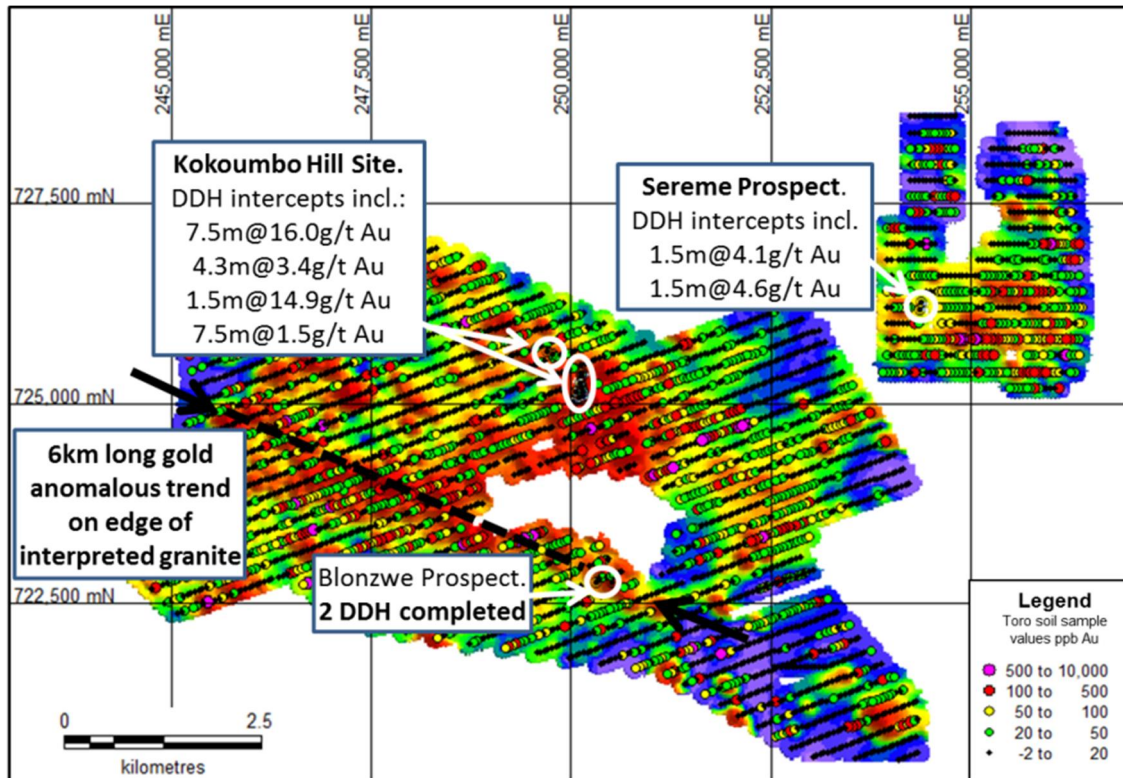 245,000 mE
247,500 mE
250,000 mE
252,500 mE
255,000 mE
727,500 mN
725,000 mN
722,500 mN
Kokoumbo Hill Site.
DDH intercepts incl.:
7.5m@16.0g/t Au
4.3m@3.4g/t Au
1.5m@14.9g/t Au
7.5m@1.5g/t Au
Sereme Prospect.
DDH intercepts incl.
1.5m@4.1g/t Au
1.5m@4.6g/t Au
6km long gold
anomalous trend
on edge of
interpreted granite
Blonzwe Prospect.
2 DDH completed
0 2.5
kilometres
Legend
Toro soil sample
values ppb Au
500 to 10,000
100 to 500
50 to 100
20 to 50
-2 to 20